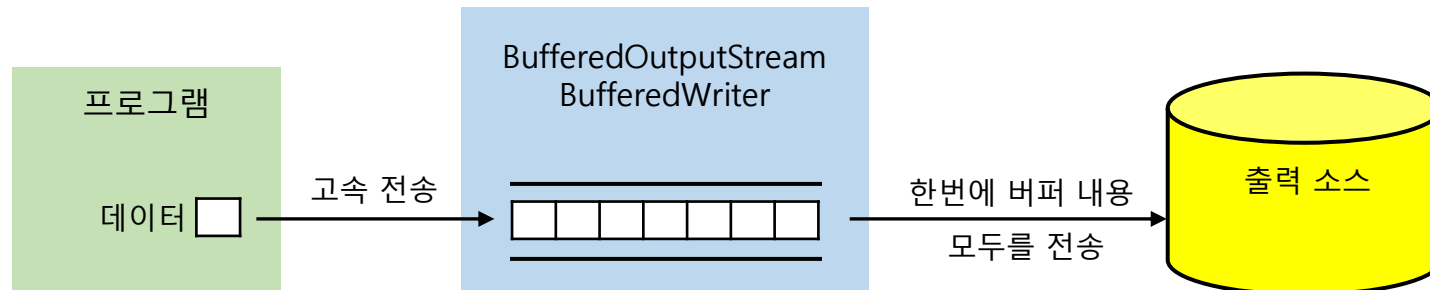 프로그램
데이터
고속 전송
BufferedOutputStream
BufferedWriter
한번에 버퍼 내용
모두를 전송
출력 소스